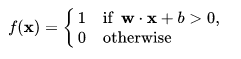 f(x) = { 1 if w · x + b > 0,
0 otherwise